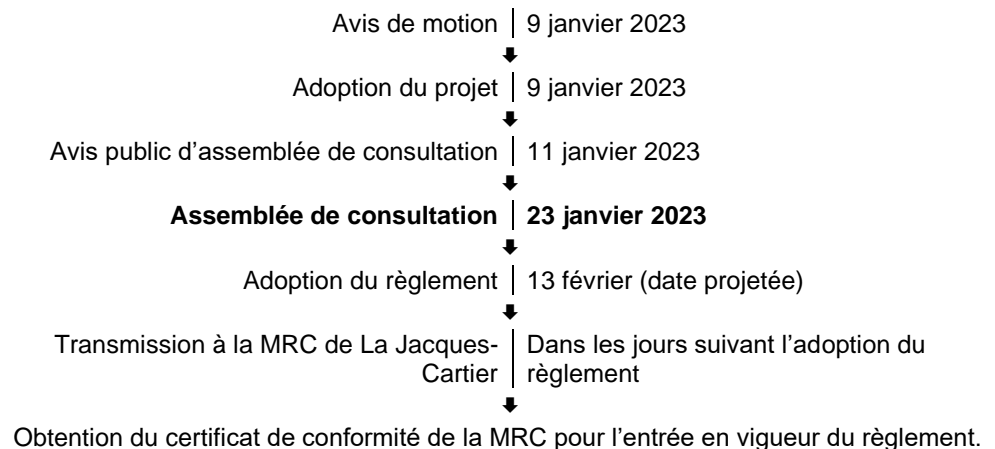 Avis de motion 9 janvier 2023
Adoption du projet 9 janvier 2023
Avis public d’assemblée de consultation 11 janvier 2023
Assemblée de consultation 23 janvier 2023
Adoption du règlement 13 février (date projetée)
Transmission à la MRC de La Jacques-
Cartier
Dans les jours suivant l’adoption du
règlement
Obtention du certificat de conformité de la MRC pour l’entrée en vigueur du règlement.